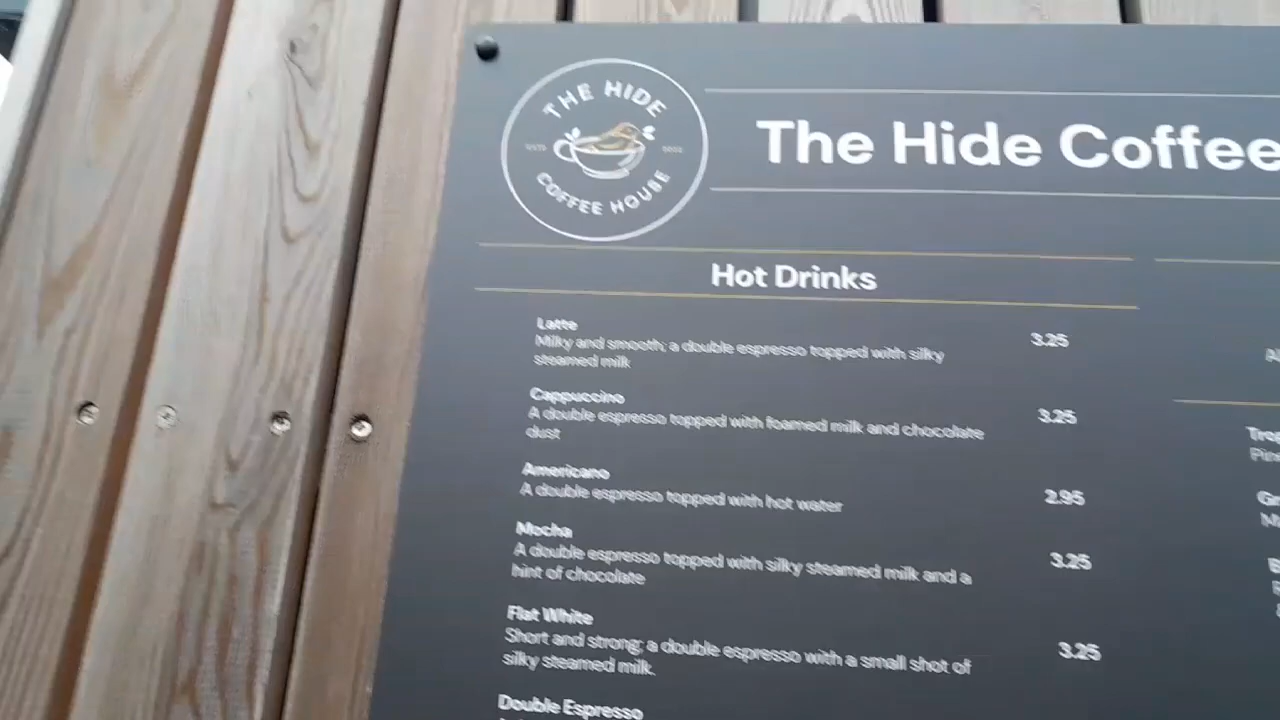 THE HIDE
COFFEE HOUSE
The Hide Coffee
Hot Drinks
Latte
Milky and smooth; a double espresso topped with silky
steamed milk
3.25
Cappuccino
A double espresso topped with foamed milk and chocolate
dust
3.25
Americano
A double espresso topped with hot water
2.95
Mocha
A double espresso topped with silky steamed milk and a
hint of chocolate
3.25
Flat White
Short and strong; a double espresso with a small shot of
silky steamed milk.
3.25
Double Espresso